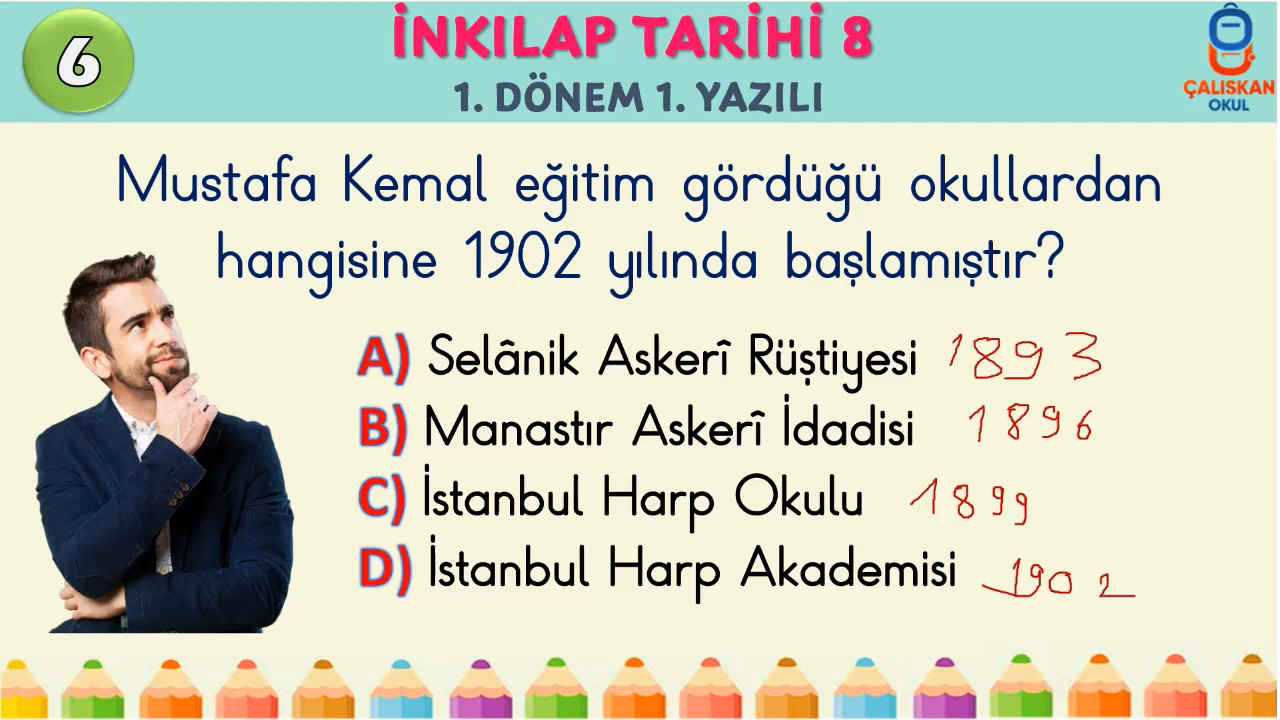 6
İNKILAP TARİHİ 8
1. DÖNEM 1. YAZILI
ÇALISKAN
OKUL
Mustafa Kemal eğitim gördüğü okullardan
hangisine 1902 yılında başlamıştır?
A) Selânik Askerî Rüştiyesi 1893
B) Manastır Askerî İdadisi 1896
C) İstanbul Harp Okulu 1899
D) İstanbul Harp Akademisi 1902